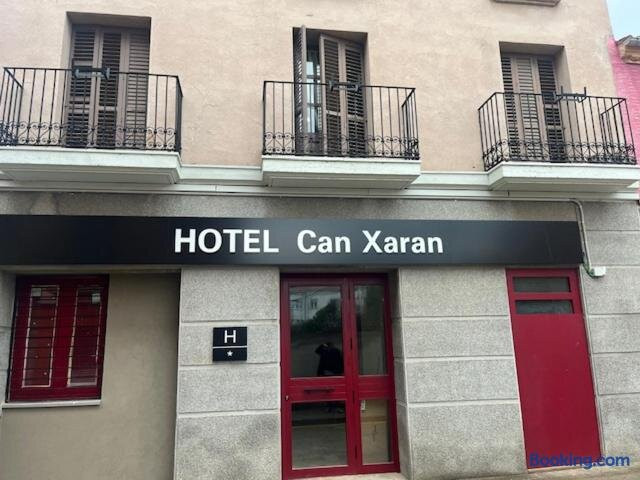 HOTEL Can Xaran
H
★
Booking.com